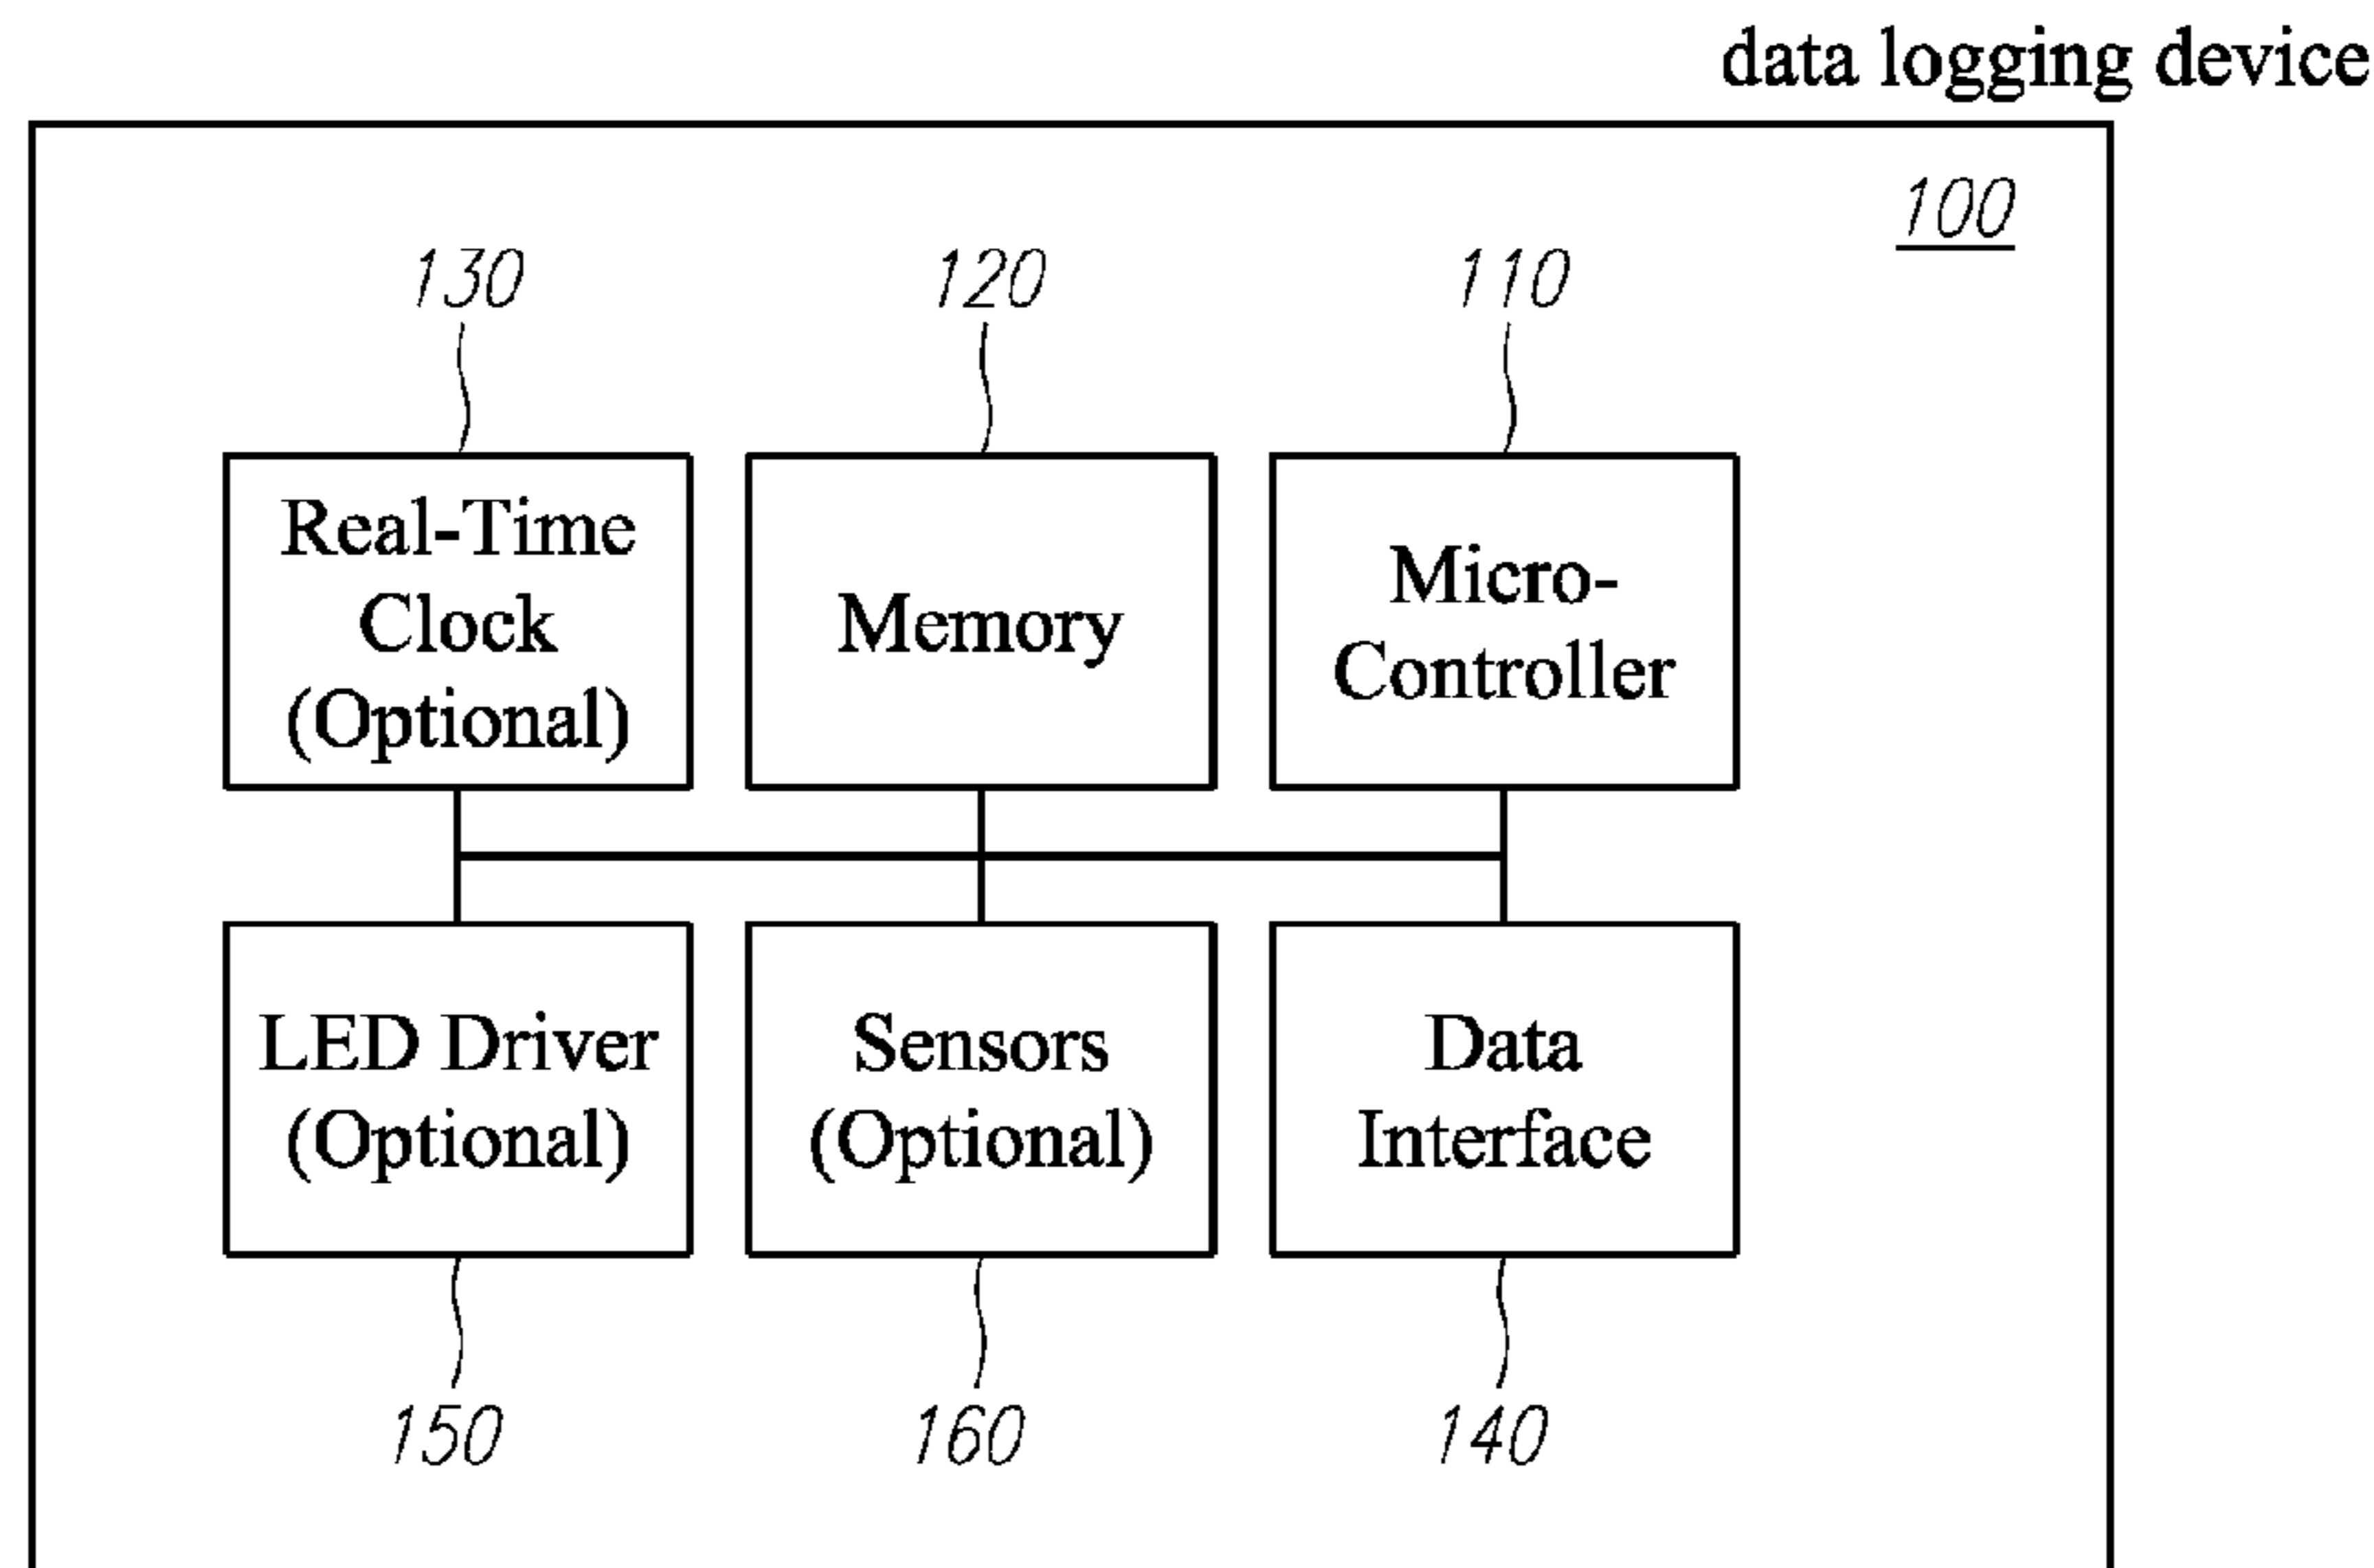 data logging device
100
130
120
110
Real-Time
Clock
(Optional)
Memory
Micro-
Controller
LED Driver
(Optional)
Sensors
(Optional)
Data
Interface
150
160
140